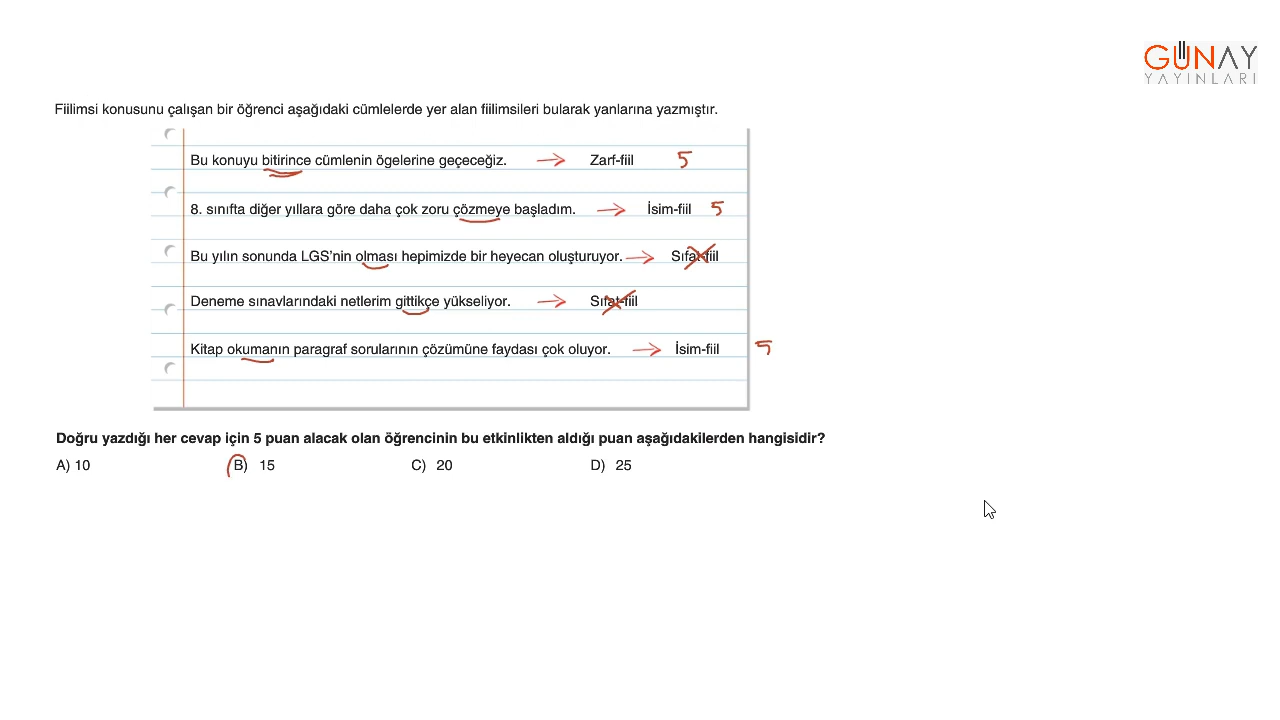 GÜNAY
YAYINLARI
Fiilimsi konusunu çalışan bir öğrenci aşağıdaki cümlelerde yer alan fiilimsileri bularak yanlarına yazmıştır.
Bu konuyu bitirince cümlenin ögelerine geçeceğiz. → Zarf-fiil 5
8. sınıfta diğer yıllara göre daha çok zoru çözmeye başladım. → İsim-fiil 5
Bu yılın sonunda LGS'nin olması hepimizde bir heyecan oluşturuyor. → Sıfat-fiil
Deneme sınavlarındaki netlerim gittikçe yükseliyor. → Sıfat-fiil
Kitap okumanın paragraf sorularının çözümüne faydası çok oluyor. → İsim-fiil 5
Doğru yazdığı her cevap için 5 puan alacak olan öğrencinin bu etkinlikten aldığı puan aşağıdakilerden hangisidir?
A) 10 B) 15 C) 20 D) 25